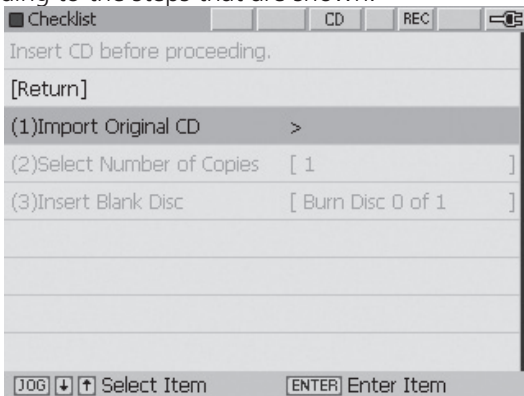 ding to the steps that are shown.
Checklist CD REC
Insert CD before proceeding.
[Return]
(1)Import Original CD >
(2)Select Number of Copies [ 1 ]
(3)Insert Blank Disc [ Burn Disc 0 of 1 ]
JOG ↓ ↑ Select Item ENTER Enter Item